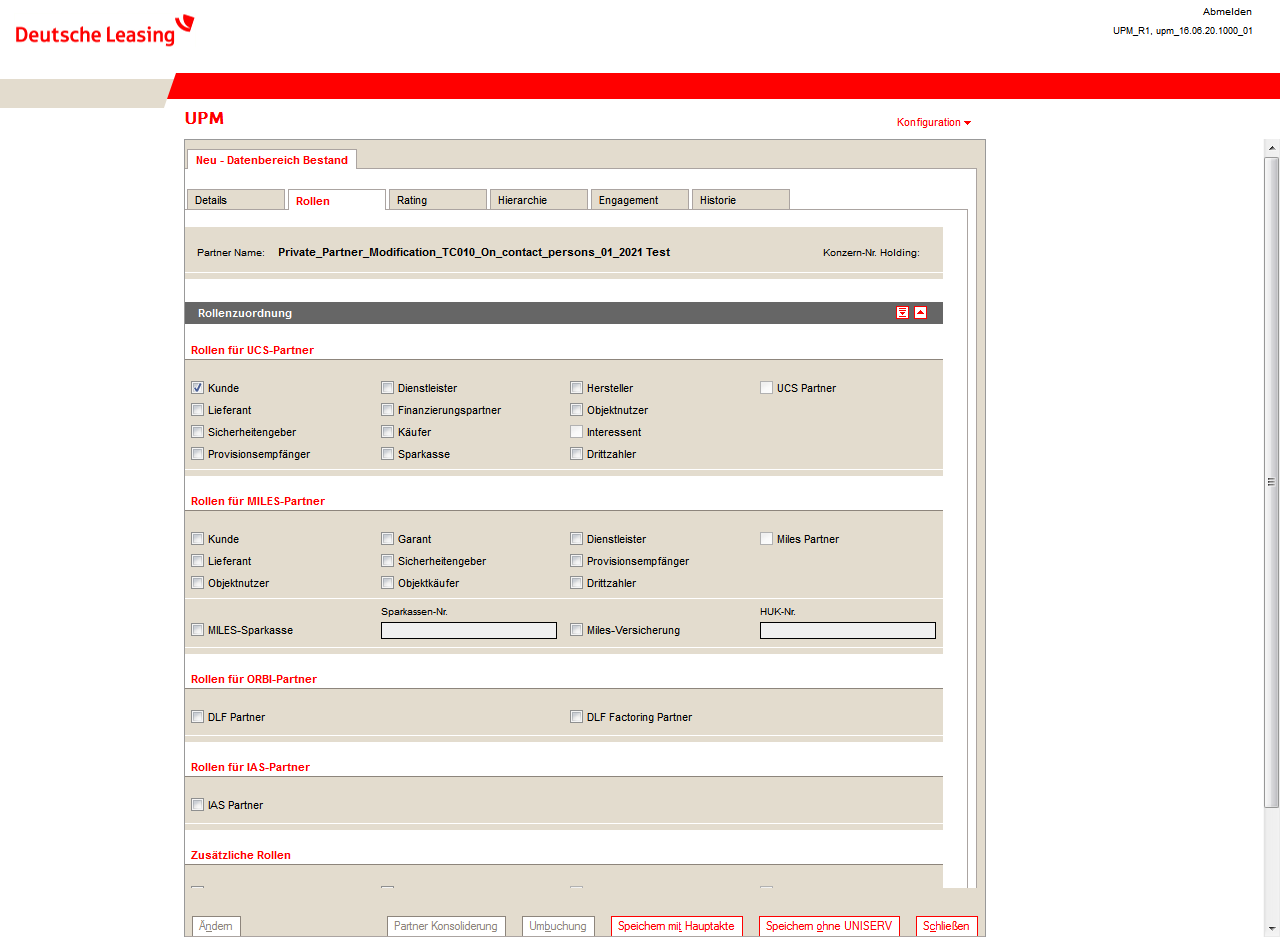 Abmelden
Deutsche Leasing
UPM_R1, upm_16.06.20.1000_01
UPM
Konfiguration
Neu - Datenbereich Bestand
Details Rollen Rating Hierarchie Engagement Historie
Partner Name: Private_Partner_Modification_TC010_On_contact_persons_01_2021 Test Konzern-Nr. Holding:
Rollenzuordnung
Rollen für UCS-Partner
Kunde Dienstleister Hersteller UCS Partner
Lieferant Finanzierungspartner Objektnutzer
Sicherheitengeber Käufer Interessent
Provisionsempfänger Sparkasse Drittzahler
Rollen für MILES-Partner
Kunde Garant Dienstleister Miles Partner
Lieferant Sicherheitengeber Provisionsempfänger
Objektnutzer Objektkäufer Drittzahler
Sparkassen-Nr. HUK-Nr.
MILES-Sparkasse Miles-Versicherung
Rollen für ORBI-Partner
DLF Partner DLF Factoring Partner
Rollen für IAS-Partner
IAS Partner
Zusätzliche Rollen
Ändern Partner Konsolidierung Umbuchung Speichern mit Hauptakte Speichern ohne UNISERV Schließen